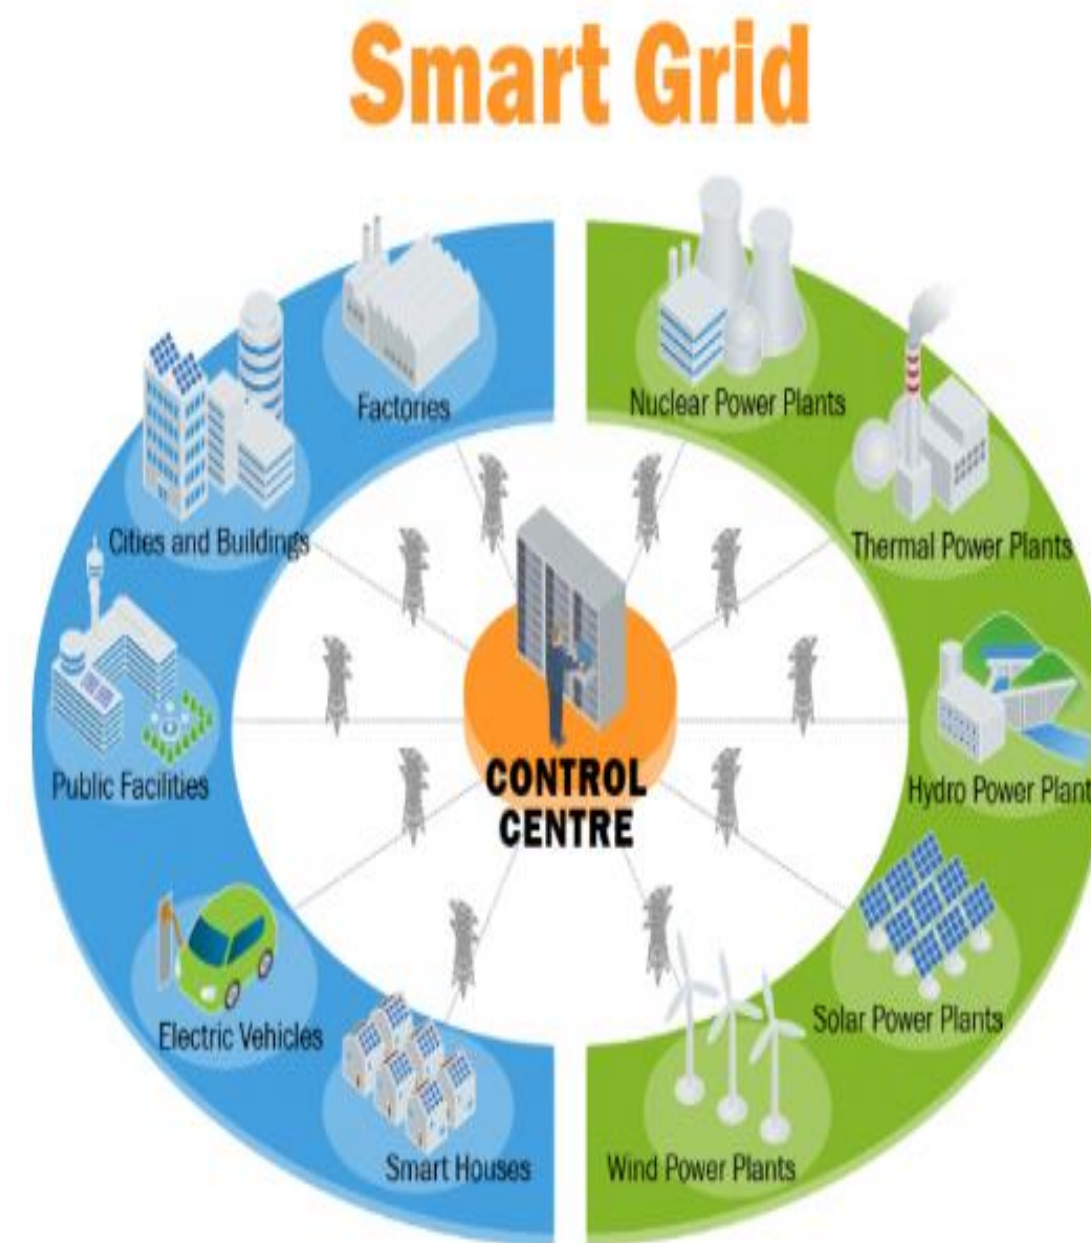 Smart Grid
Factories
Nuclear Power Plants
Cities and Buildings
Thermal Power Plants
Public Facilities
Hydro Power Plant
CONTROL
CENTRE
Electric Vehicles
Solar Power Plants
Smart Houses
Wind Power Plants